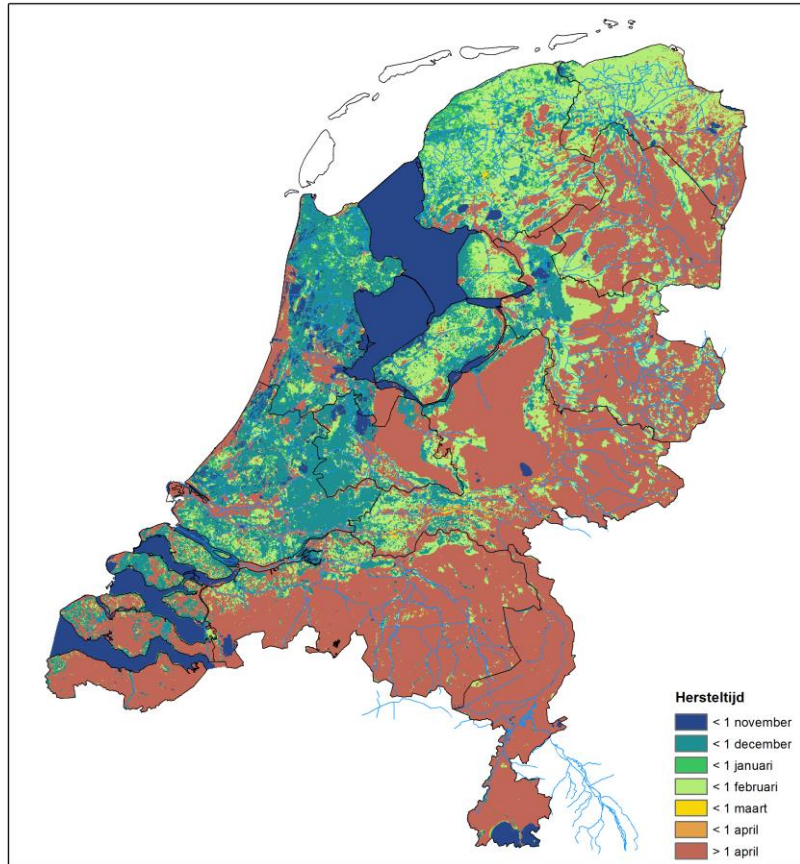 Hersteltijd
< 1 november
< 1 december
< 1 januari
< 1 februari
< 1 maart
< 1 april
> 1 april